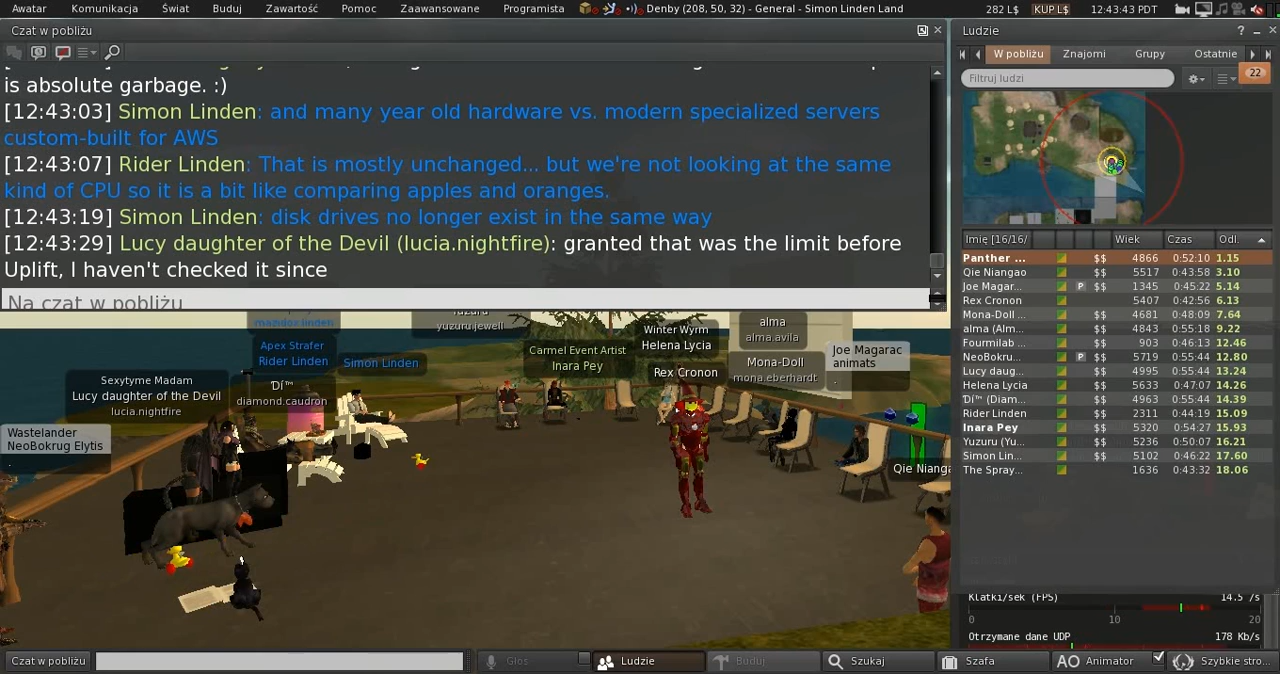 Awatar Komunikacja Świat Buduj Zawartość Pomoc Zaawansowane Programista Denby (208, 50, 32) - General - Simon Linden Land 282 L$ KUP L$ 12:43:43 PDT
Czat w pobliżu
is absolute garbage. :)
[12:43:03] Simon Linden: and many year old hardware vs. modern specialized servers
custom-built for AWS
[12:43:07] Rider Linden: That is mostly unchanged... but we're not looking at the same
kind of CPU so it is a bit like comparing apples and oranges.
[12:43:19] Simon Linden: disk drives no longer exist in the same way
[12:43:29] Lucy daughter of the Devil (lucia.nightfire): granted that was the limit before
Uplift, I haven't checked it since
Na czat w pobliżu
mazidox.linden
Apex Strafer
Rider Linden
Simon Linden
yuzuru.jewell
Carmel Event Artist
Inara Pey
Winter Wyrm
Helena Lycia
Rex Cronon
alma
alma.avila
Mona-Doll
mona.eberhardt
Joe Magarac
animats
Sexytyme Madam
Lucy daughter of the Devil
lucia.nightfire
Ɗí™
diamond.caudron
Wastelander
NeoBokrug Elytis
Qie Nianga
Ludzie
W pobliżu Znajomi Grupy Ostatnie
22
Filtruj ludzi
Imię [16/16/ Wiek Czas Odl.
Panther ... $$ 4866 0:52:10 1.15
Qie Niangao $$ 5517 0:43:58 3.10
Joe Magar... P $$ 1345 0:45:22 5.14
Rex Cronon 5407 0:42:56 6.13
Mona-Doll ... $$ 4681 0:48:09 7.64
alma (Alm... $$ 4843 0:55:18 9.22
Fourmilab ... $$ 903 0:46:13 12.46
NeoBokru... P $$ 5719 0:55:44 12.80
Lucy daug... $$ 4995 0:55:44 13.24
Helena Lycia $$ 5633 0:47:07 14.26
Ɗí™ (Diam... $$ 4963 0:55:44 14.39
Rider Linden $$ 2311 0:44:19 15.09
Inara Pey $$ 5320 0:54:27 15.93
Yuzuru (Yu... $$ 5236 0:50:07 16.21
Simon Lin... $$ 5102 0:46:22 17.60
The Spray... 1636 0:43:32 18.06
Klatki/sek (FPS) 14.5 /s
0 10 20
Otrzymane dane UDP 178 Kb/s
Czat w pobliżu Głos Ludzie Buduj Szukaj Szafa AO Animator Szybkie stro...